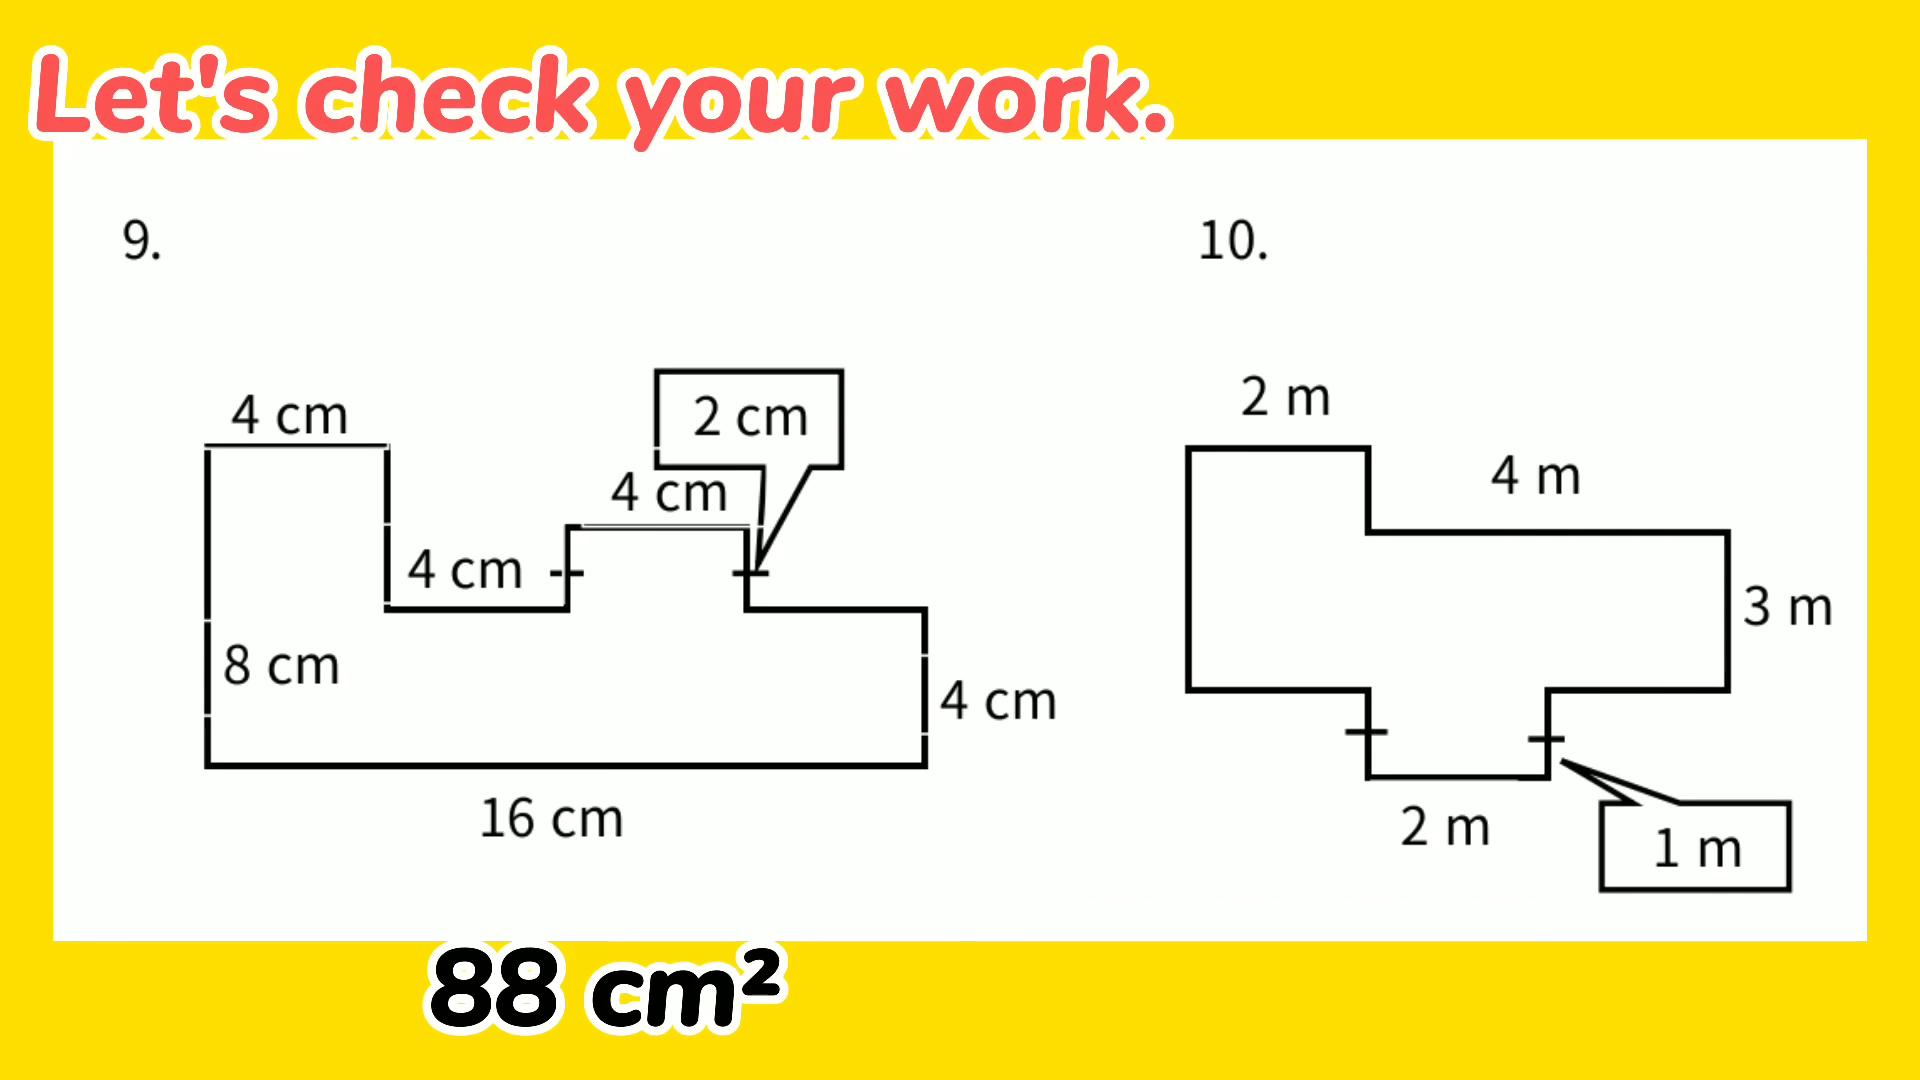 Let's check your work.
9.
10.
4 cm
2 cm
4 cm
4 cm
8 cm
4 cm
16 cm
2 m
4 m
3 m
2 m
1 m
88 cm²